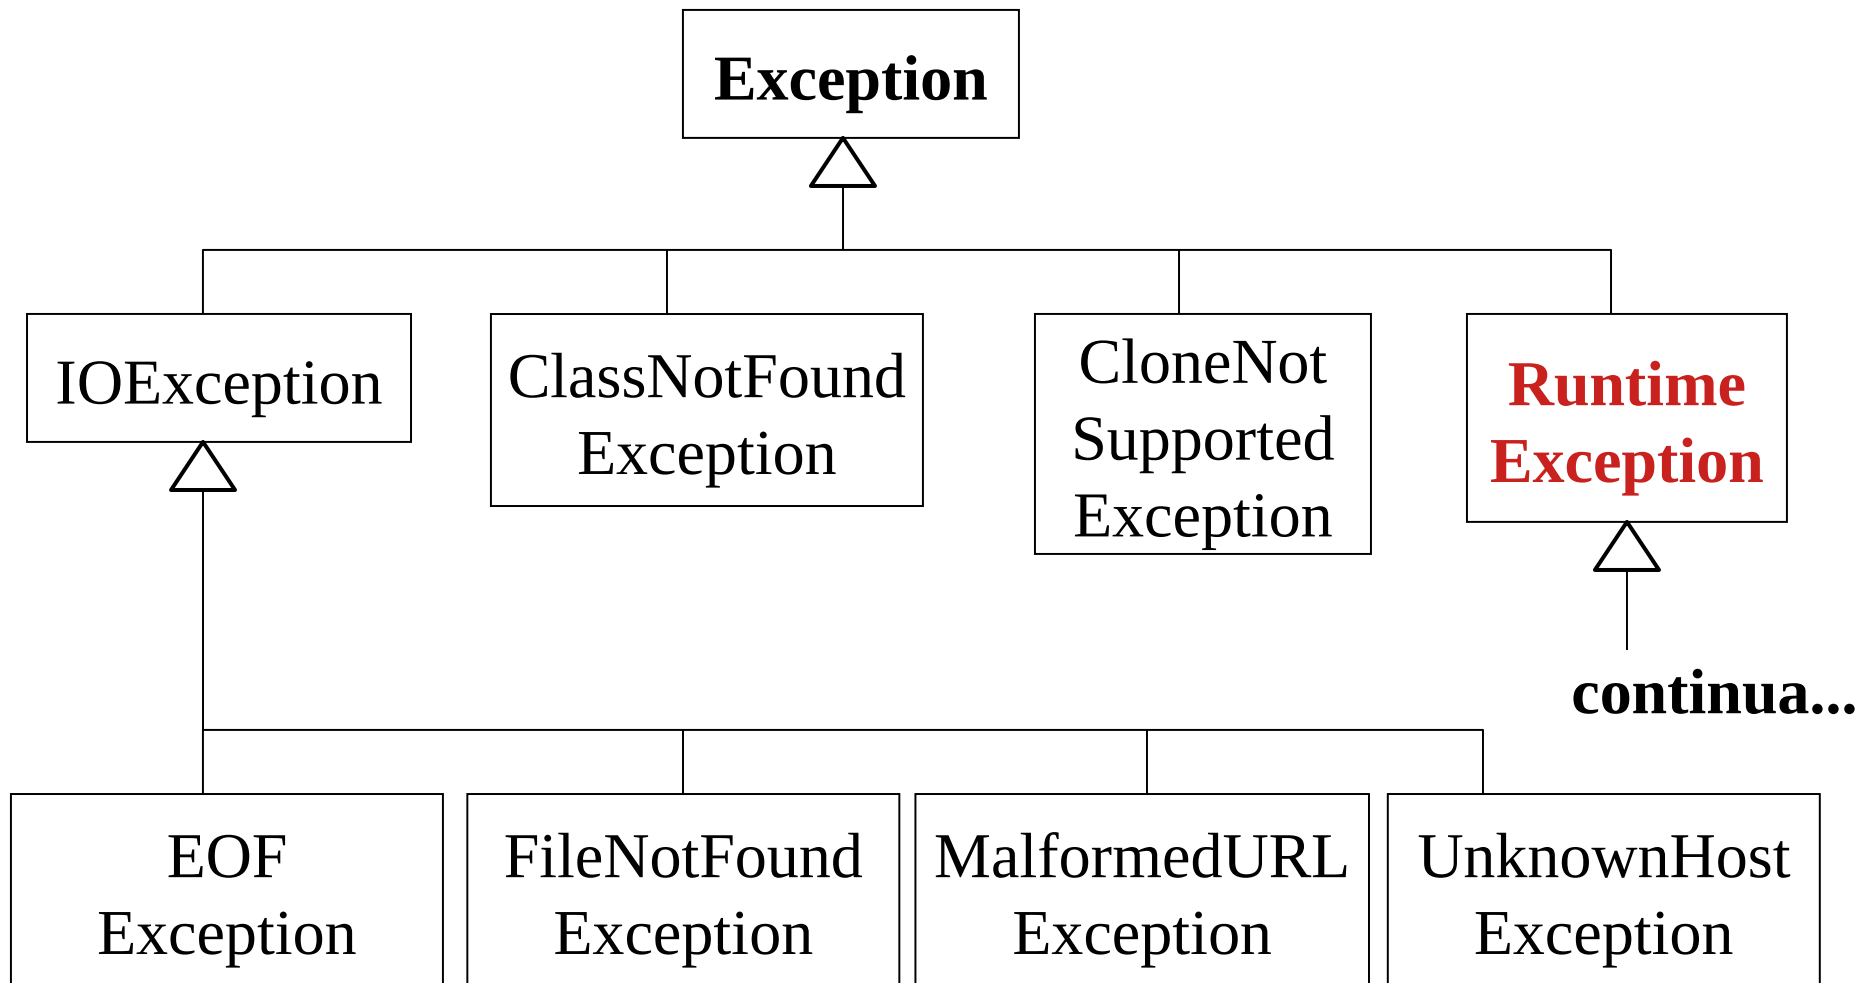 Exception
IOException
ClassNotFound
Exception
CloneNot
Supported
Exception
Runtime
Exception
continua...
EOF
Exception
FileNotFound
Exception
MalformedURL
Exception
UnknownHost
Exception